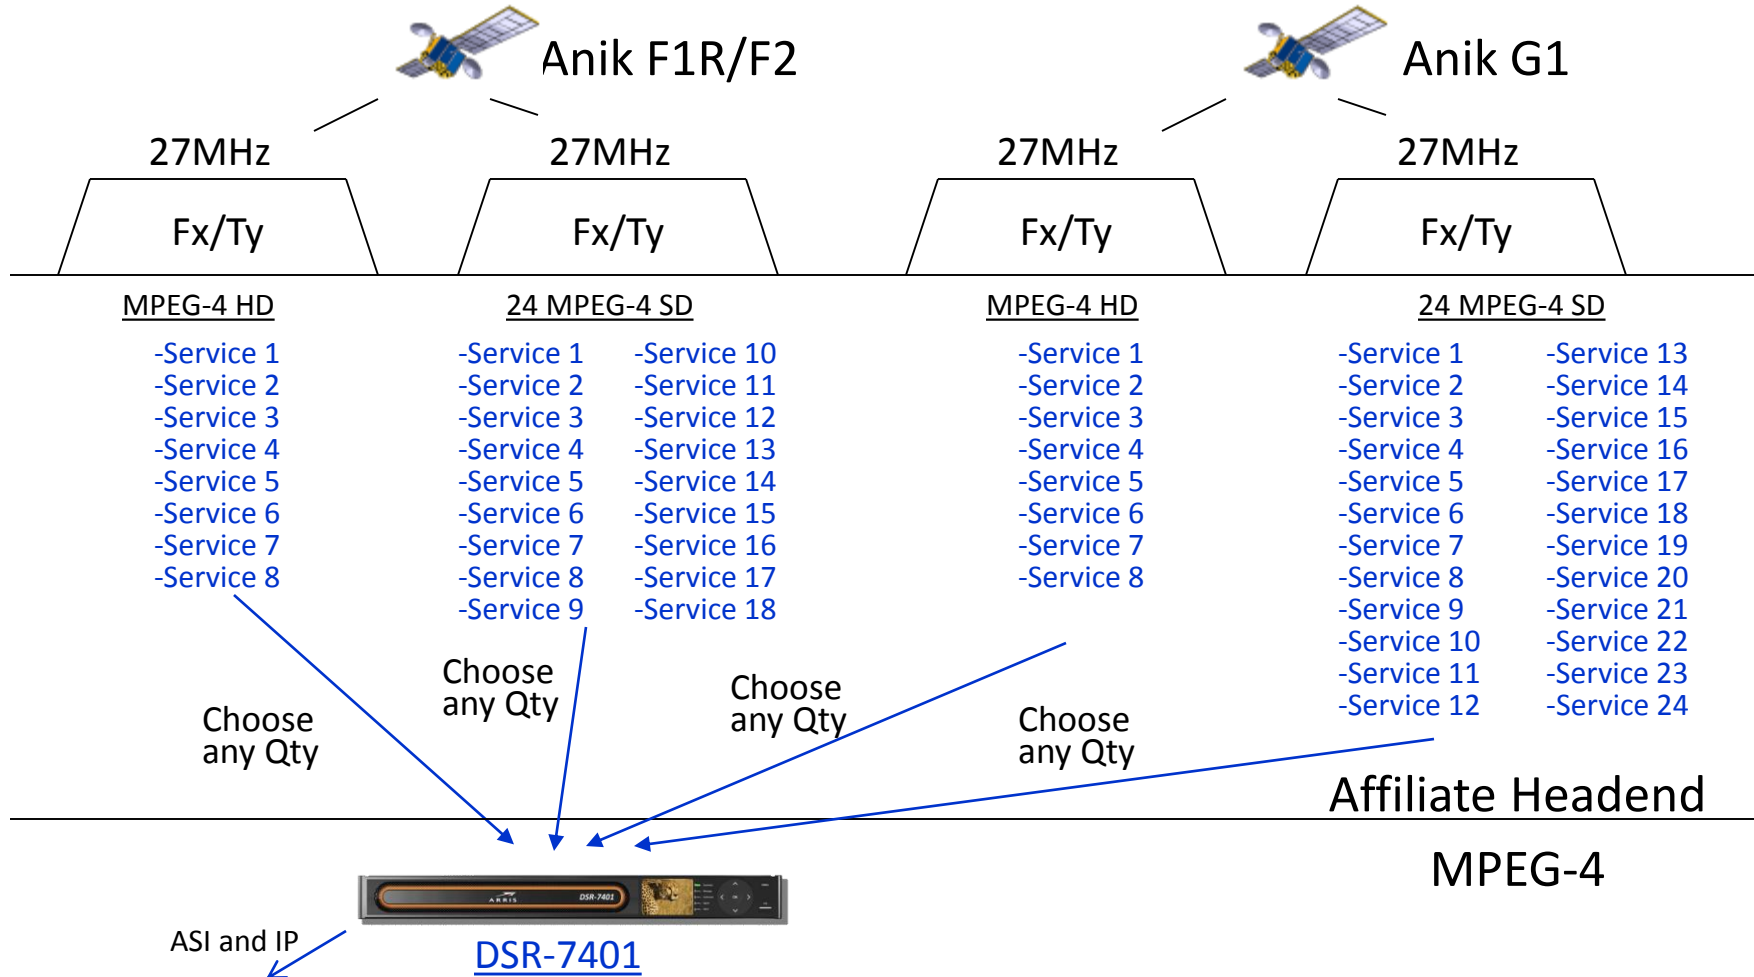 Anik F1R/F2
Anik G1
27MHz
27MHz
27MHz
27MHz
Fx/Ty
Fx/Ty
Fx/Ty
Fx/Ty
MPEG-4 HD
-Service 1
-Service 2
-Service 3
-Service 4
-Service 5
-Service 6
-Service 7
-Service 8
24 MPEG-4 SD
-Service 1
-Service 2
-Service 3
-Service 4
-Service 5
-Service 6
-Service 7
-Service 8
-Service 9
-Service 10
-Service 11
-Service 12
-Service 13
-Service 14
-Service 15
-Service 16
-Service 17
-Service 18
MPEG-4 HD
-Service 1
-Service 2
-Service 3
-Service 4
-Service 5
-Service 6
-Service 7
-Service 8
24 MPEG-4 SD
-Service 1
-Service 2
-Service 3
-Service 4
-Service 5
-Service 6
-Service 7
-Service 8
-Service 9
-Service 10
-Service 11
-Service 12
-Service 13
-Service 14
-Service 15
-Service 16
-Service 17
-Service 18
-Service 19
-Service 20
-Service 21
-Service 22
-Service 23
-Service 24
Choose
any Qty
Choose
any Qty
Choose
any Qty
Choose
any Qty
Affiliate Headend
MPEG-4
ARRIS
DSR-7401
ASI and IP
DSR-7401